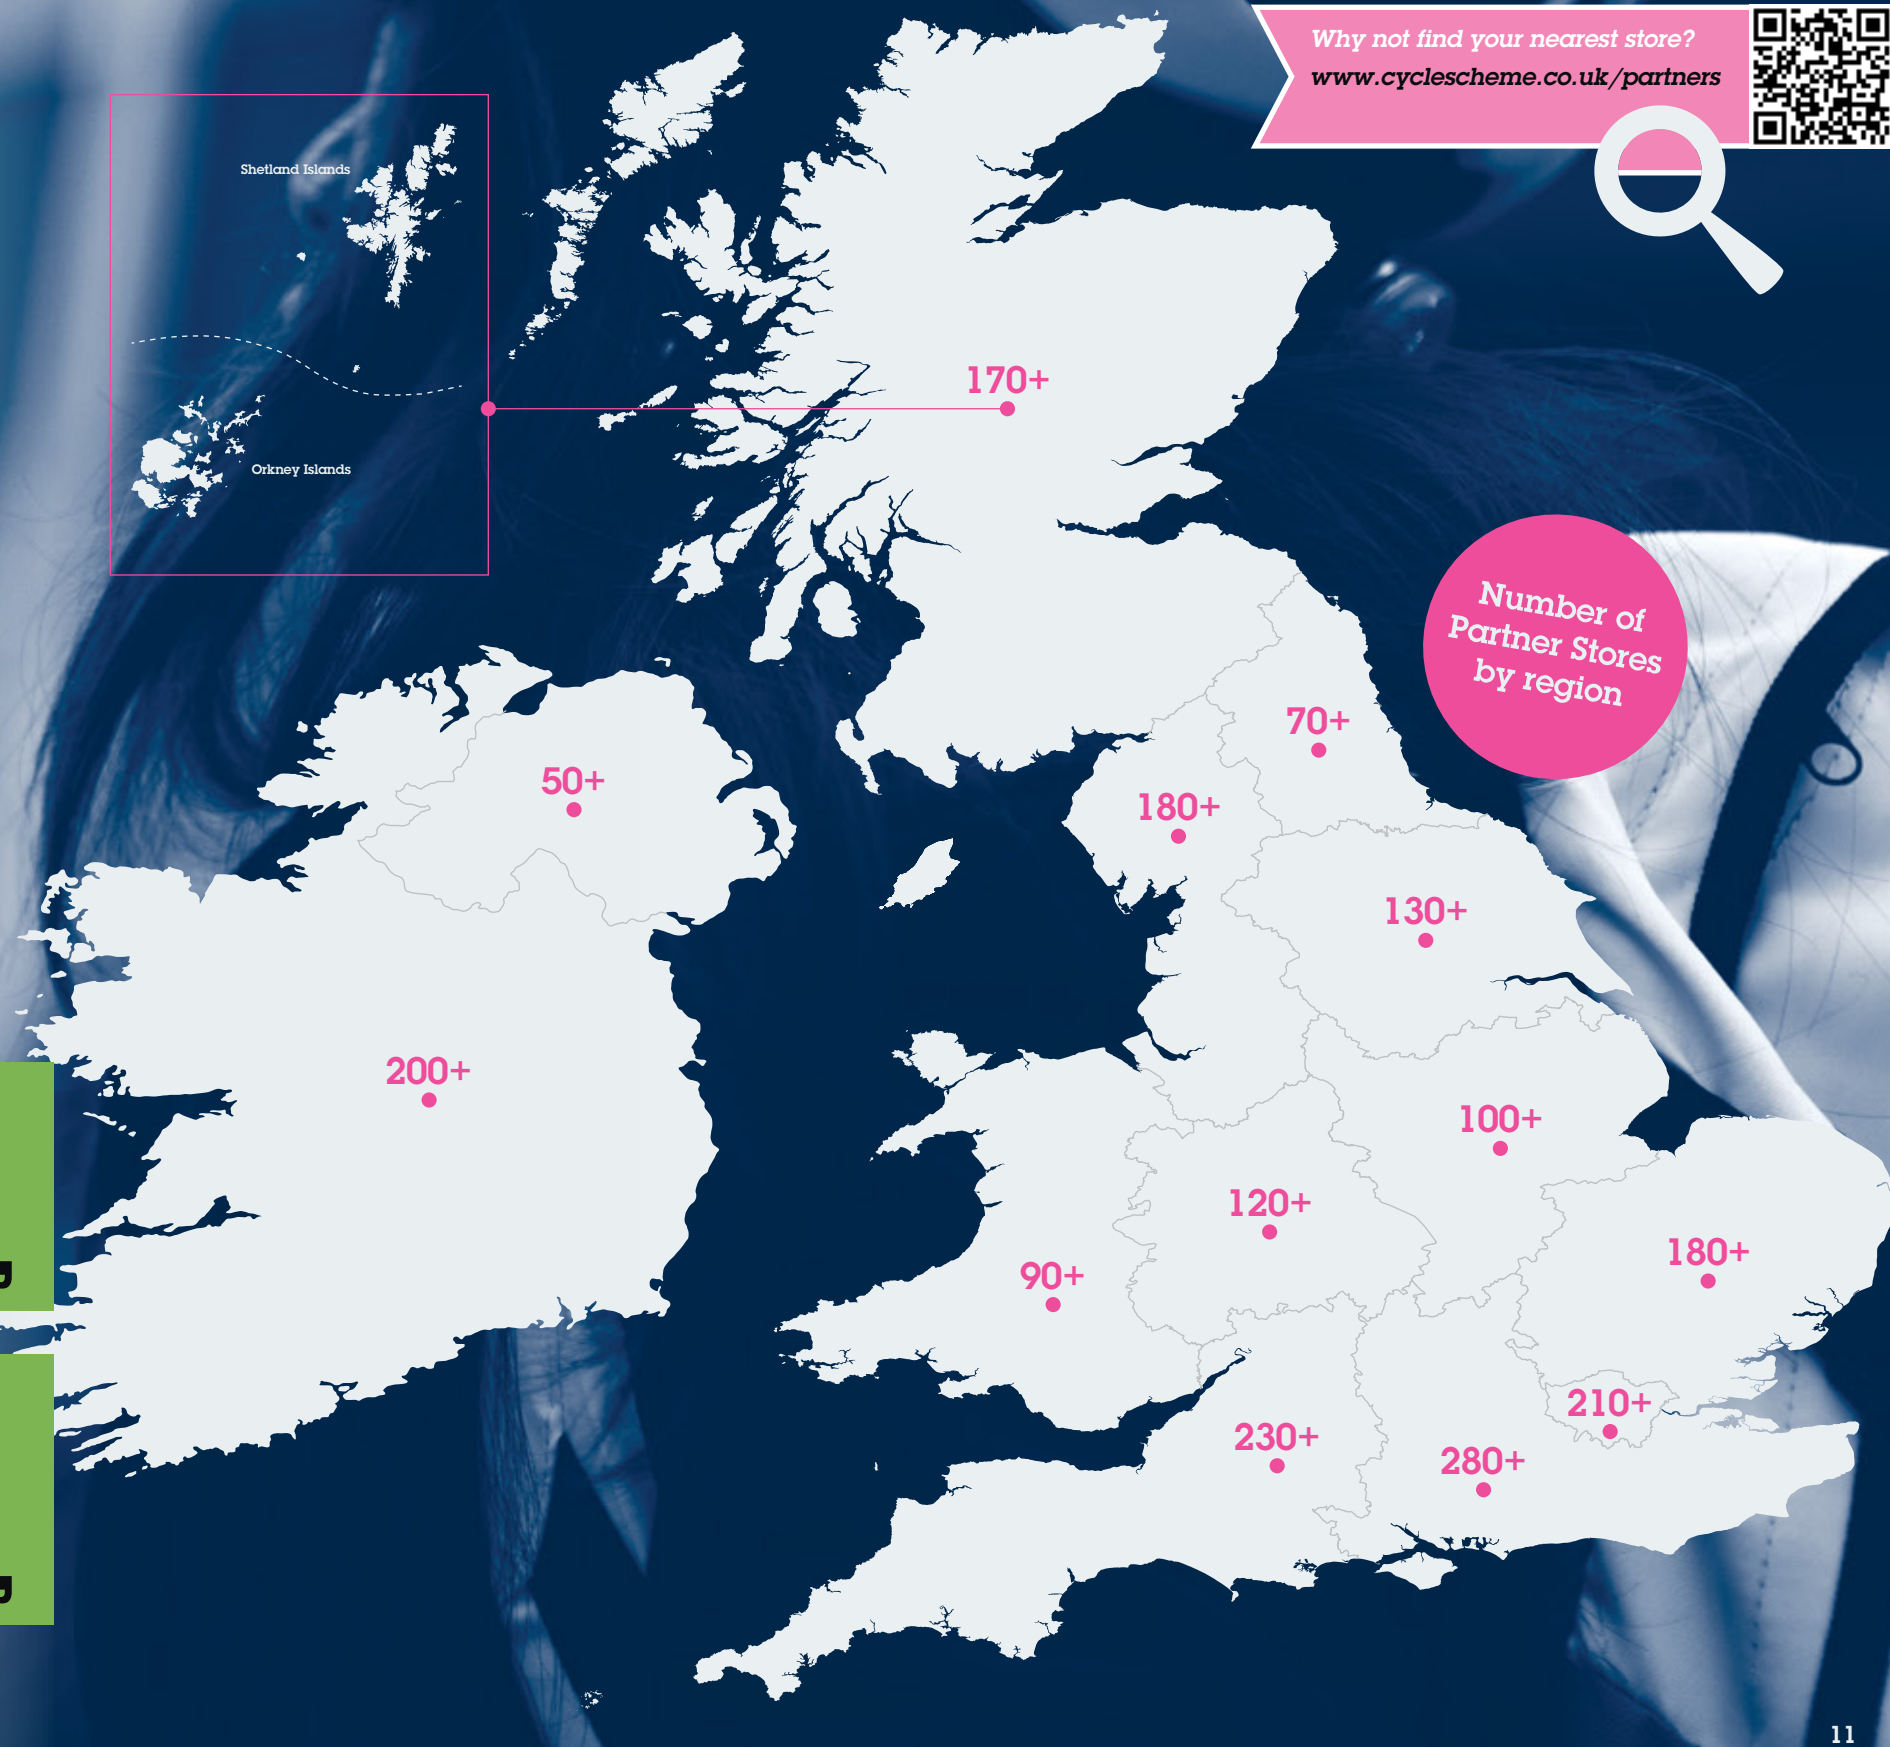 Why not find your nearest store?
www.cyclescheme.co.uk/partners
Shetland Islands
170+
Orkney Islands
Number of
Partner Stores
by region
70+
50+
180+
130+
200+
100+
120+
180+
90+
210+
230+
280+
11